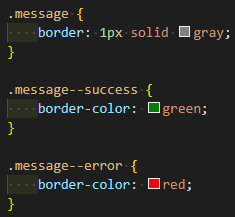 .message {
    border: 1px solid gray;
}

.message--success {
    border-color: green;
}

.message--error {
    border-color: red;
}